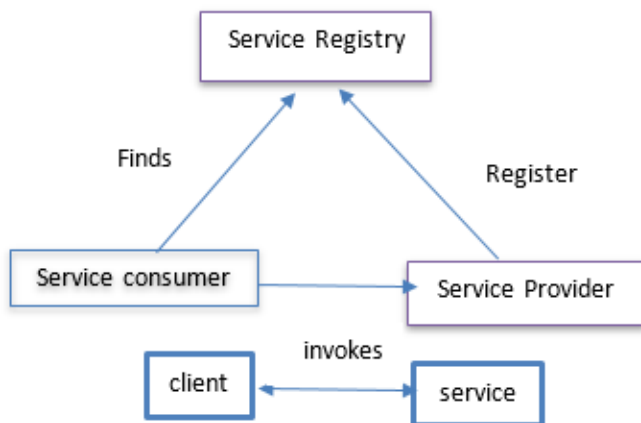 Service Registry
Finds
Register
Service consumer
Service Provider
invokes
client
service